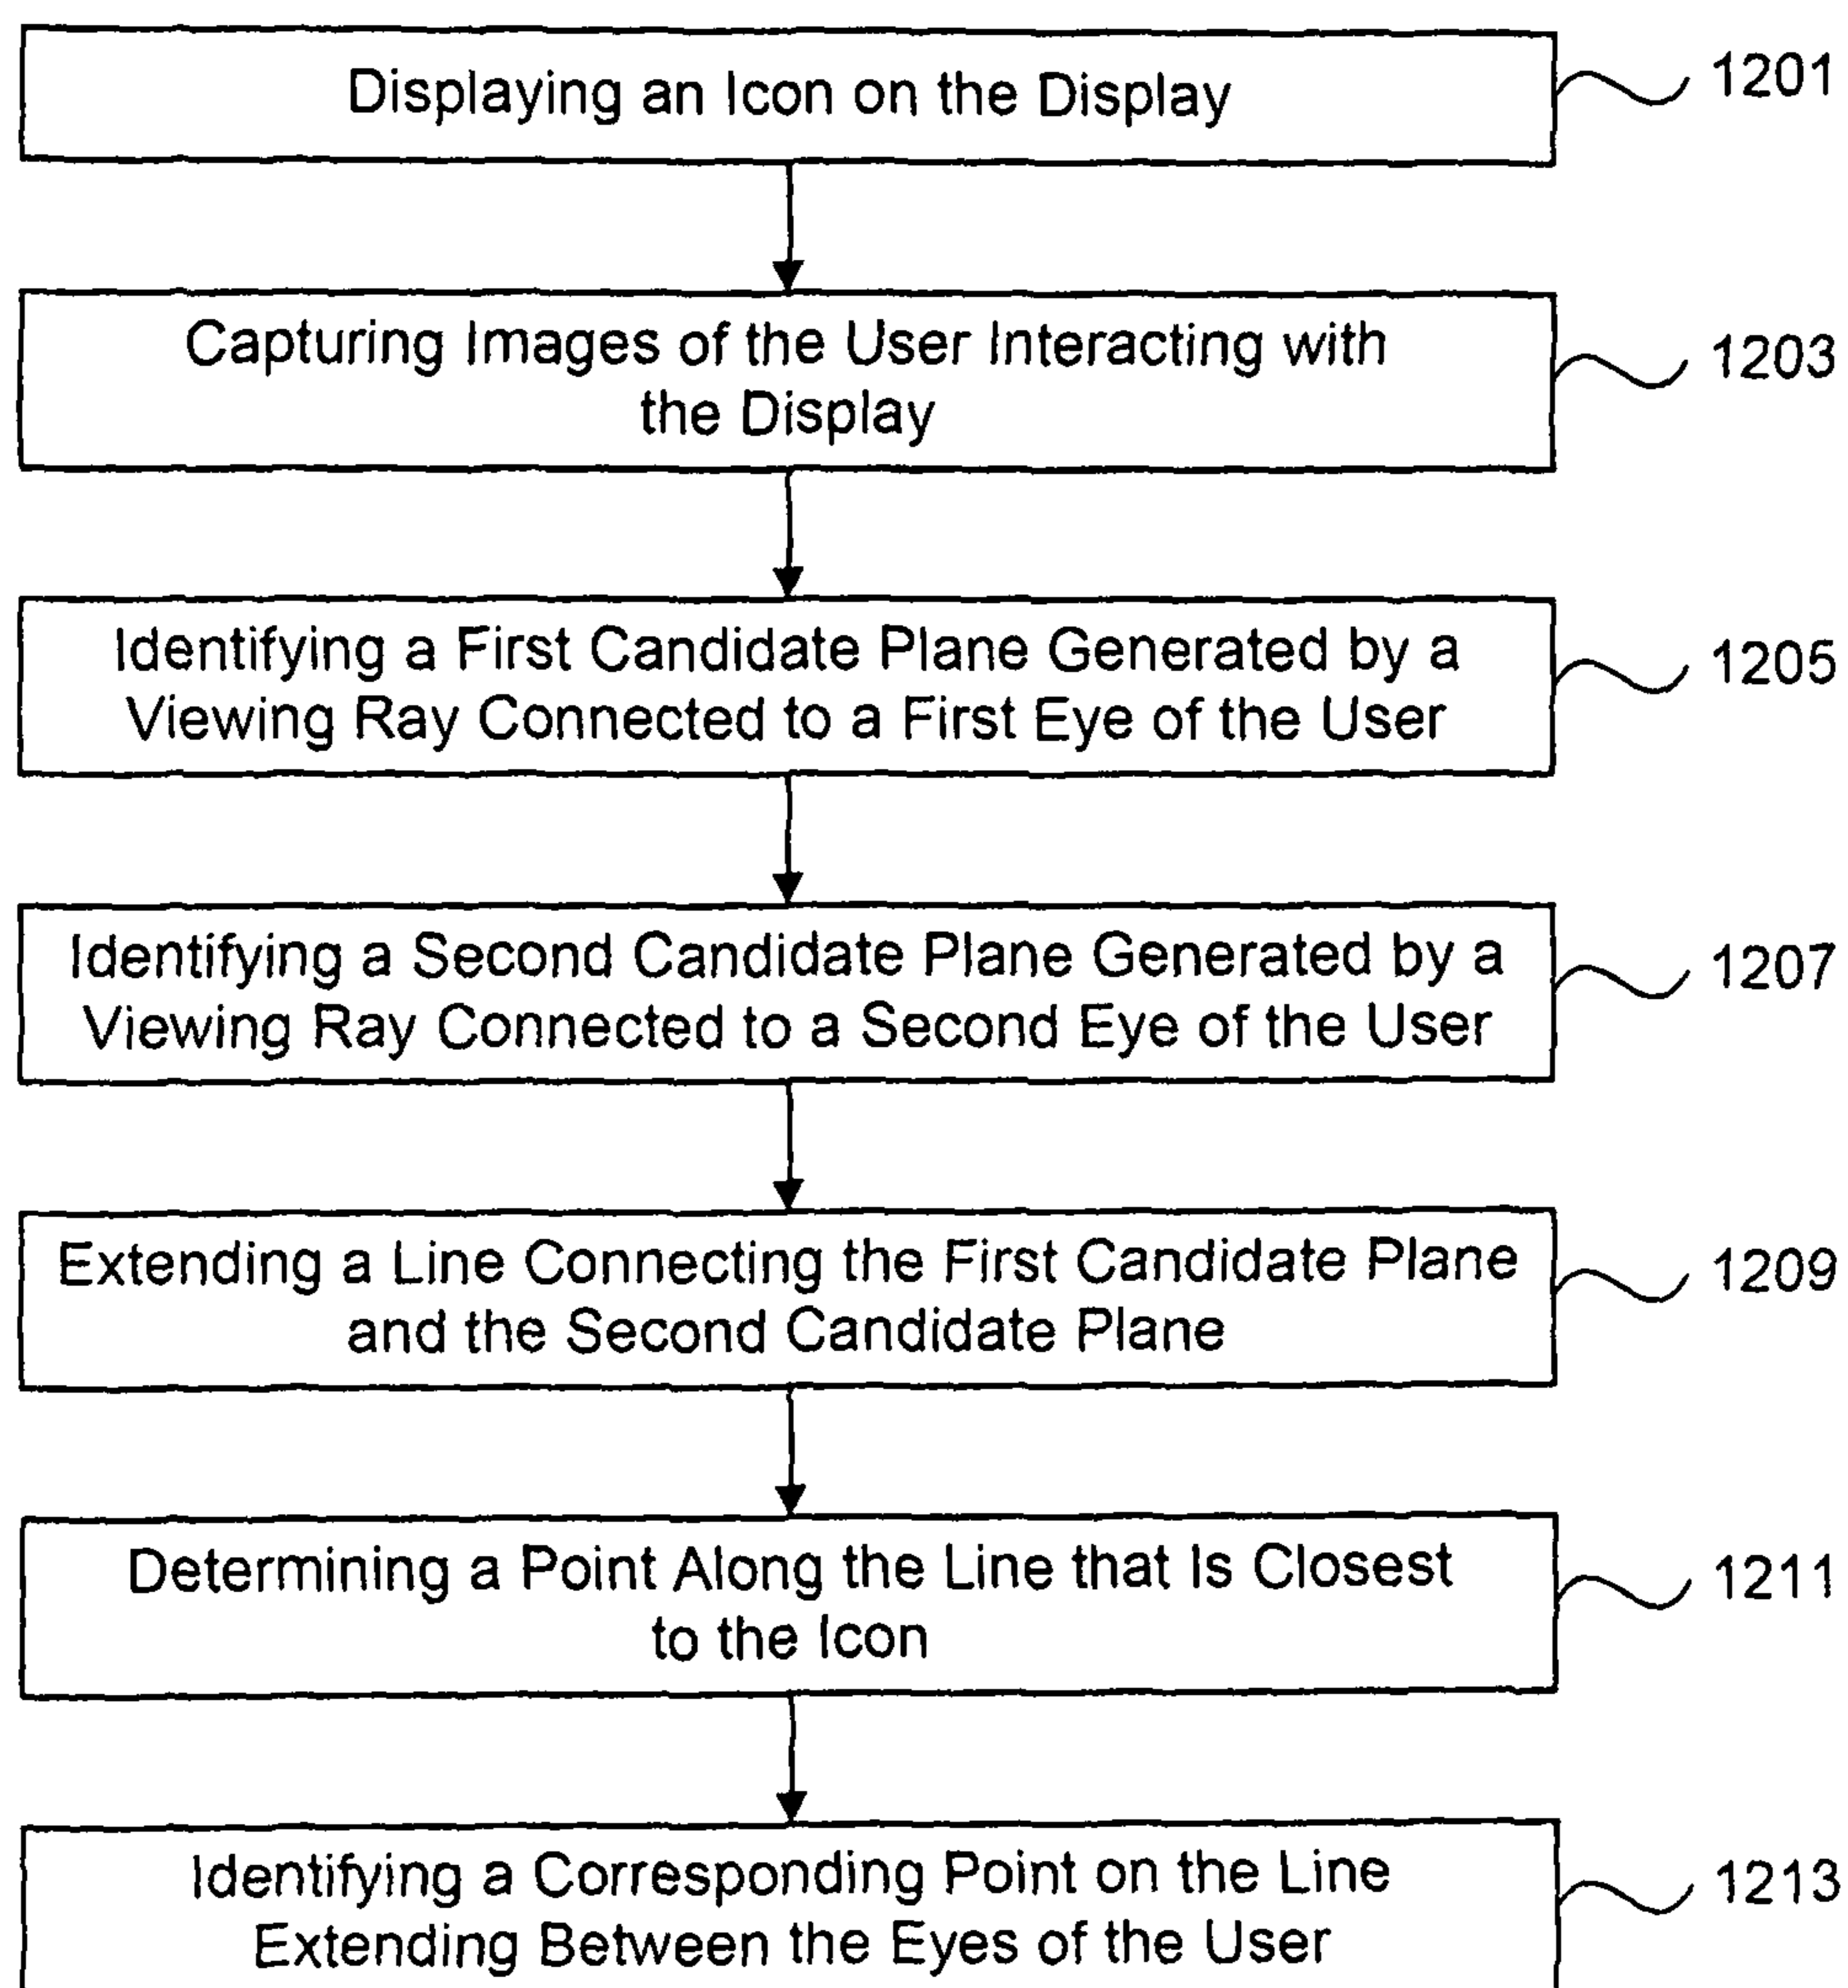 Displaying an Icon on the Display
1201
Capturing Images of the User Interacting with
the Display
1203
Identifying a First Candidate Plane Generated by a
Viewing Ray Connected to a First Eye of the User
1205
Identifying a Second Candidate Plane Generated by a
Viewing Ray Connected to a Second Eye of the User
1207
Extending a Line Connecting the First Candidate Plane
and the Second Candidate Plane
1209
Determining a Point Along the Line that Is Closest
to the Icon
1211
Identifying a Corresponding Point on the Line
Extending Between the Eyes of the User
1213